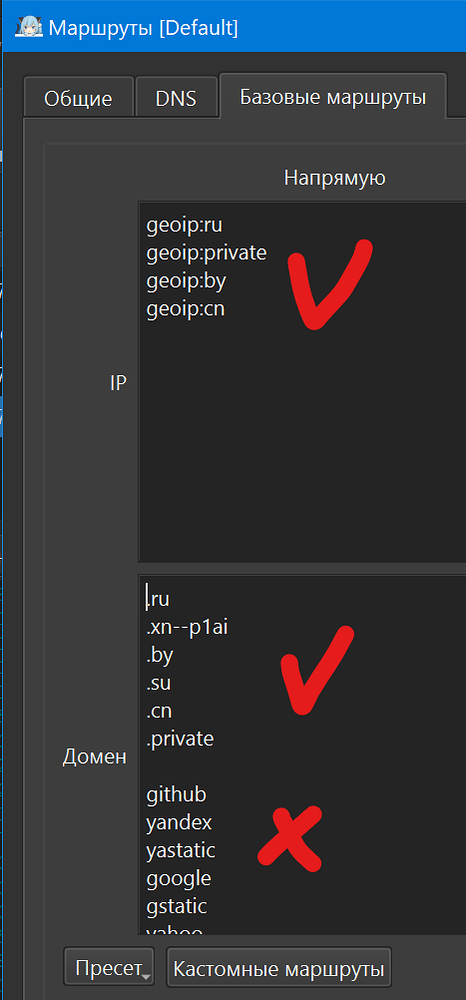 Маршруты [Default]
Общие
DNS
Базовые маршруты
Напрямую
IP
geoip:ru
geoip:private
geoip:by
geoip:cn
Домен
.ru
.xn--p1ai
.by
.su
.cn
.private
github
yandex
yastatic
google
gstatic
yahoo
Пресет
Кастомные маршруты